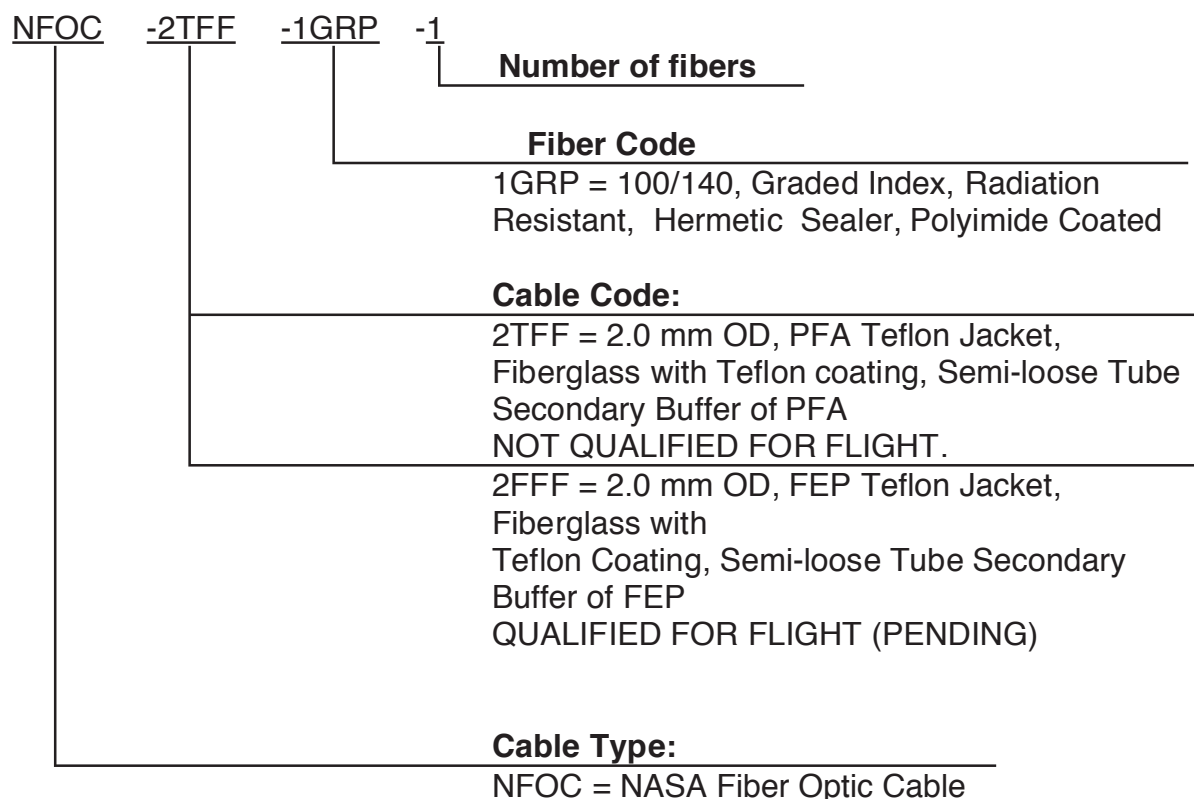 NFOC -2TFF -1GRP -1
Number of fibers
Fiber Code
1GRP = 100/140, Graded Index, Radiation
Resistant, Hermetic Sealer, Polyimide Coated
Cable Code:
2TFF = 2.0 mm OD, PFA Teflon Jacket,
Fiberglass with Teflon coating, Semi-loose Tube
Secondary Buffer of PFA
NOT QUALIFIED FOR FLIGHT.
2FFF = 2.0 mm OD, FEP Teflon Jacket,
Fiberglass with
Teflon Coating, Semi-loose Tube Secondary
Buffer of FEP
QUALIFIED FOR FLIGHT (PENDING)
Cable Type:
NFOC = NASA Fiber Optic Cable